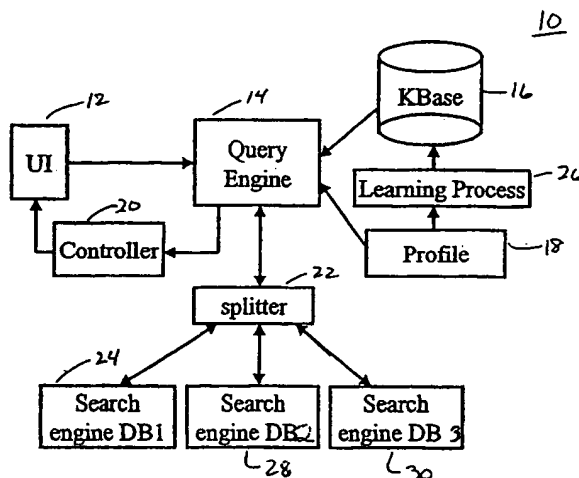 10
12
14
KBase
16
UI
Query
Engine
Learning Process
26
20
Controller
Profile
18
22
splitter
24
Search
engine DB1
Search
engine DB2
Search
engine DB 3
28
30